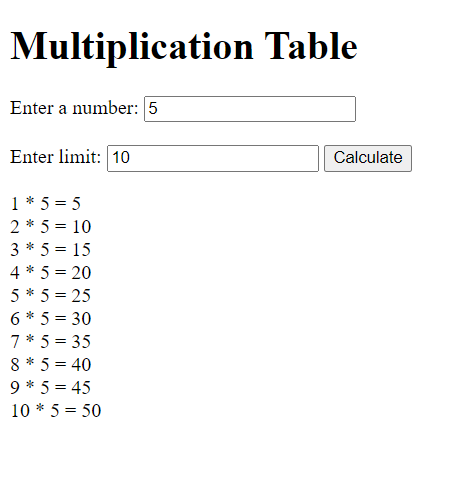 Multiplication Table
Enter a number: 5
Enter limit: 10 Calculate
1 * 5 = 5
2 * 5 = 10
3 * 5 = 15
4 * 5 = 20
5 * 5 = 25
6 * 5 = 30
7 * 5 = 35
8 * 5 = 40
9 * 5 = 45
10 * 5 = 50